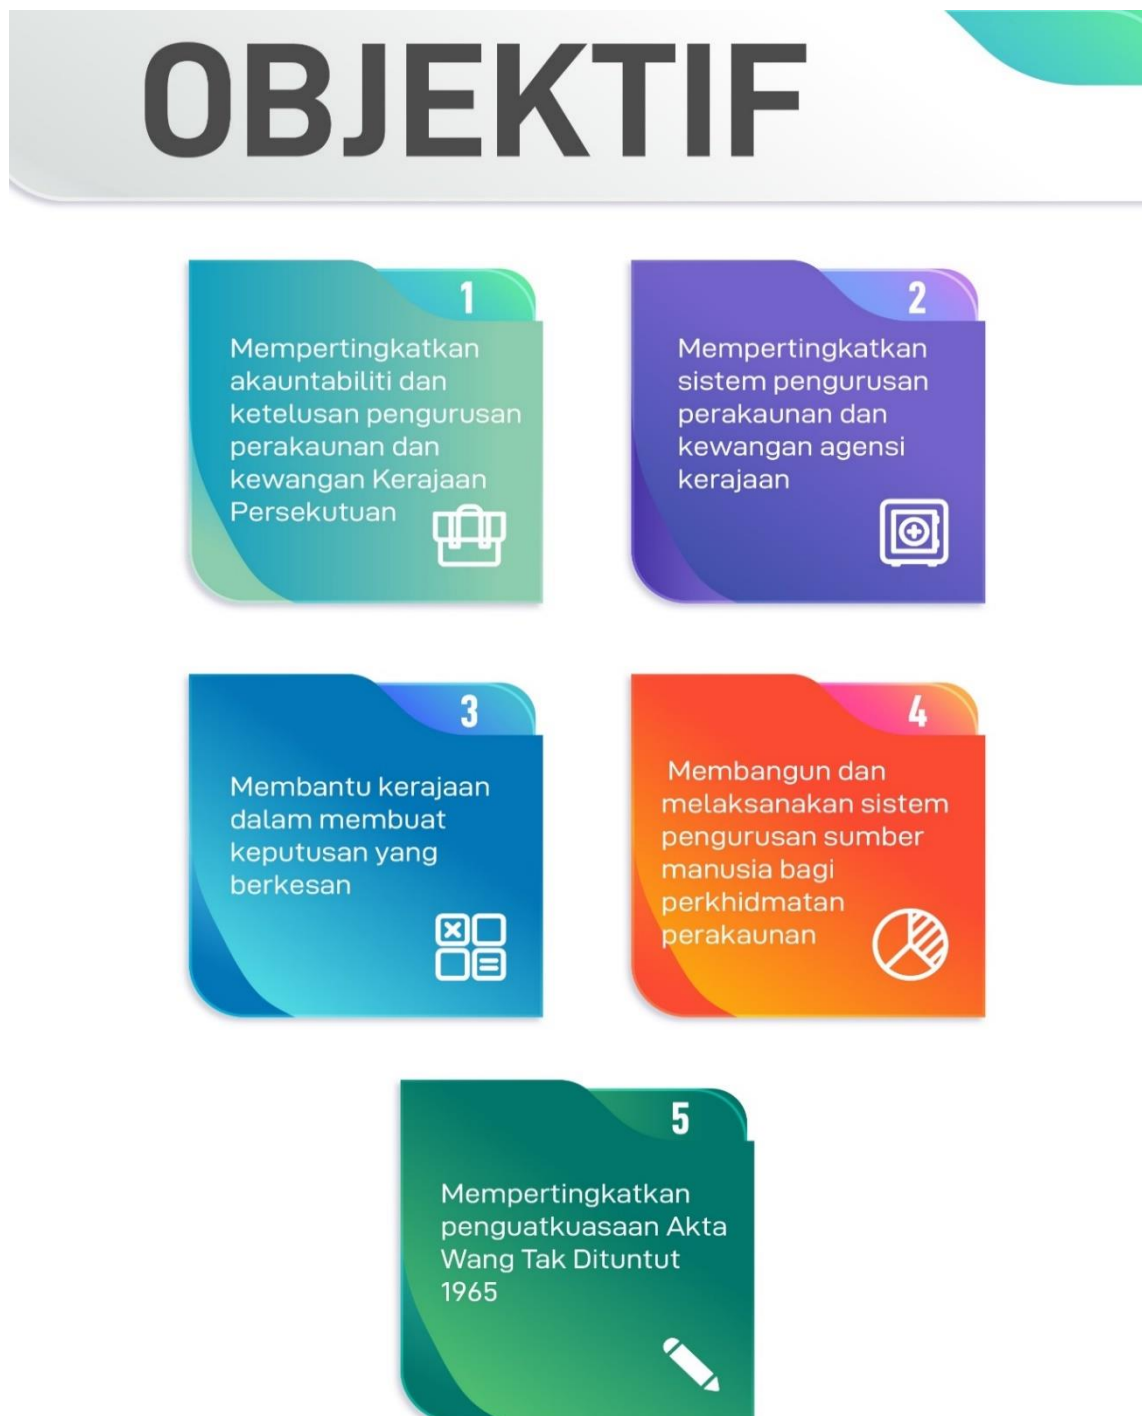 OBJEKTIF
1
Mempertingkatkan
akauntabiliti dan
ketelusan pengurusan
perakaunan dan
kewangan Kerajaan
Persekutuan
2
Mempertingkatkan
sistem pengurusan
perakaunan dan
kewangan agensi
kerajaan
3
Membantu kerajaan
dalam membuat
keputusan yang
berkesan
4
Membangun dan
melaksanakan sistem
pengurusan sumber
manusia bagi
perkhidmatan
perakaunan
5
Mempertingkatkan
penguatkuasaan Akta
Wang Tak Dituntut
1965